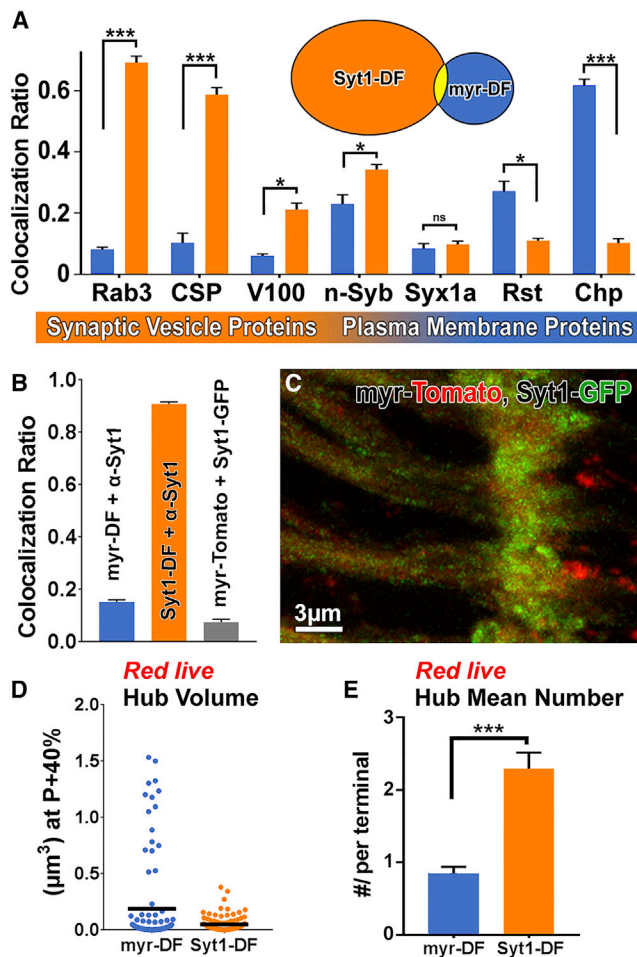 A
Colocalization Ratio
0.6
0.4
0.2
0
*** *** * * ns * ***
Syt1-DF
myr-DF
Rab3 CSP V100 n-Syb Syx1a Rst Chp
Synaptic Vesicle Proteins Plasma Membrane Proteins
B
Colocalization Ratio
1.0
0.8
0.6
0.4
0.2
0.0
myr-DF + α-Syt1
Syt1-DF + α-Syt1
myr-Tomato + Syt1-GFP
C
myr-Tomato, Syt1-GFP
3μm
D
Red live
Hub Volume
(μm³) at P+40%
2.0
1.5
1.0
0.5
0.0
myr-DF Syt1-DF
E
Red live
Hub Mean Number
#/per terminal
3
2
1
0
***
myr-DF Syt1-DF